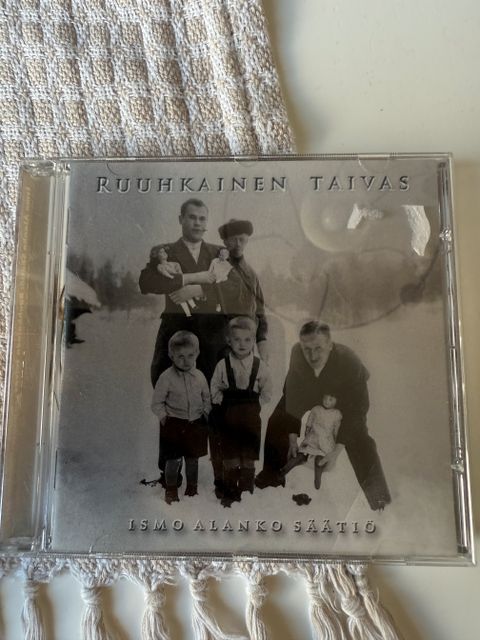 RUUHKAINEN TAIVAS
ISMO ALANKO SÄÄTIÖ